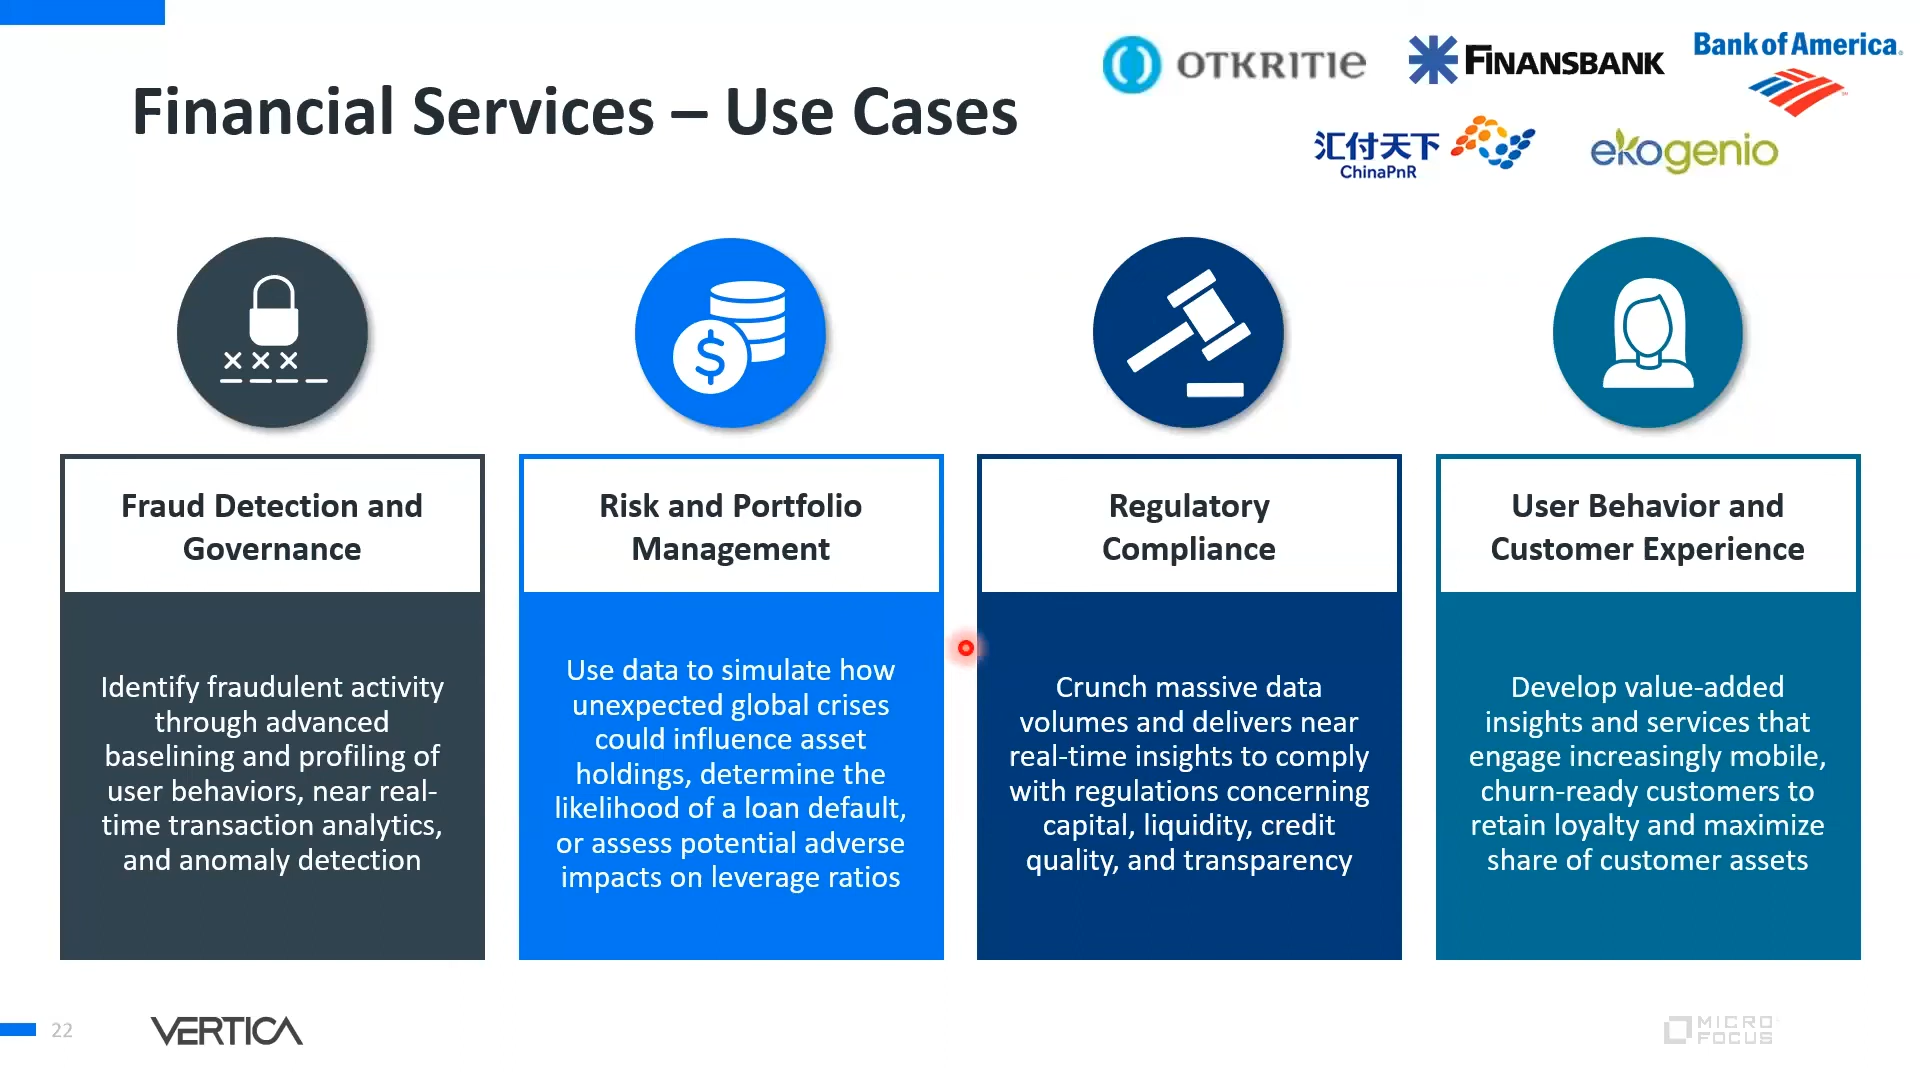 OTKRITIE
FINANSBANK
Bank of America
Financial Services – Use Cases
汇付天下
ChinaPnR
ekogenio
Fraud Detection and
Governance
Identify fraudulent activity
through advanced
baselining and profiling of
user behaviors, near real-
time transaction analytics,
and anomaly detection
Risk and Portfolio
Management
Use data to simulate how
unexpected global crises
could influence asset
holdings, determine the
likelihood of a loan default,
or assess potential adverse
impacts on leverage ratios
Regulatory
Compliance
Crunch massive data
volumes and delivers near
real-time insights to comply
with regulations concerning
capital, liquidity, credit
quality, and transparency
User Behavior and
Customer Experience
Develop value-added
insights and services that
engage increasingly mobile,
churn-ready customers to
retain loyalty and maximize
share of customer assets
22
VERTICA
MICRO
FOCUS